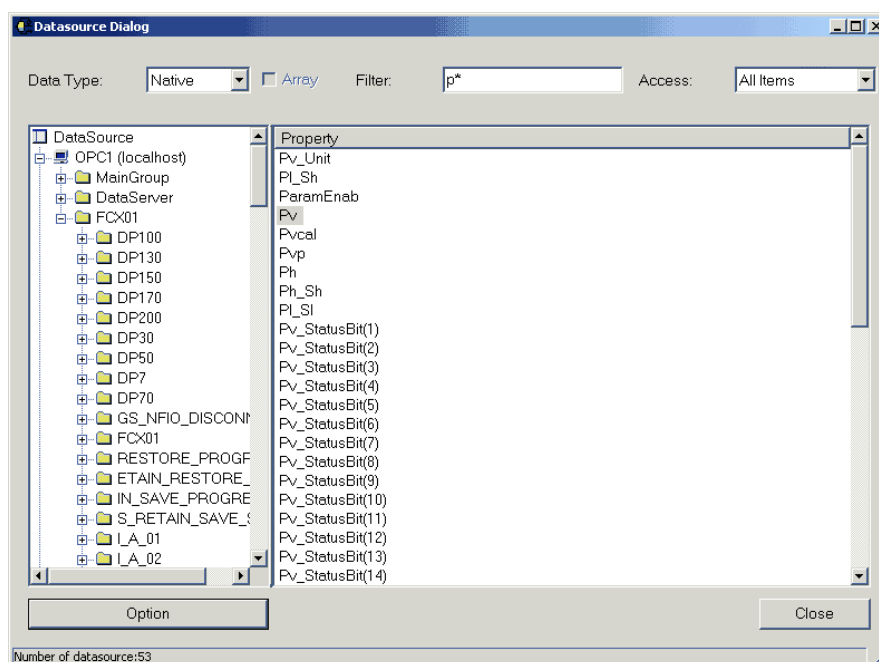 Datasource Dialog
Data Type: Native Array Filter: p* Access: All Items
DataSource
OPC1 (localhost)
MainGroup
DataServer
FCX01
DP100
DP130
DP150
DP170
DP200
DP30
DP50
DP7
DP70
GS_NFIO_DISCONN
FCX01
RESTORE_PROGF
ETAIN_RESTORE_
IN_SAVE_PROGRE
S_RETAIN_SAVE_S
I_A_01
I_A_02
Property
Pv_Unit
Pl_Sh
ParamEnab
Pv
Pvcal
Pvp
Ph
Ph_Sh
Pl_Sl
Pv_StatusBit(1)
Pv_StatusBit(2)
Pv_StatusBit(3)
Pv_StatusBit(4)
Pv_StatusBit(5)
Pv_StatusBit(6)
Pv_StatusBit(7)
Pv_StatusBit(8)
Pv_StatusBit(9)
Pv_StatusBit(10)
Pv_StatusBit(11)
Pv_StatusBit(12)
Pv_StatusBit(13)
Pv_StatusBit(14)
Option Close
Number of datasource:53